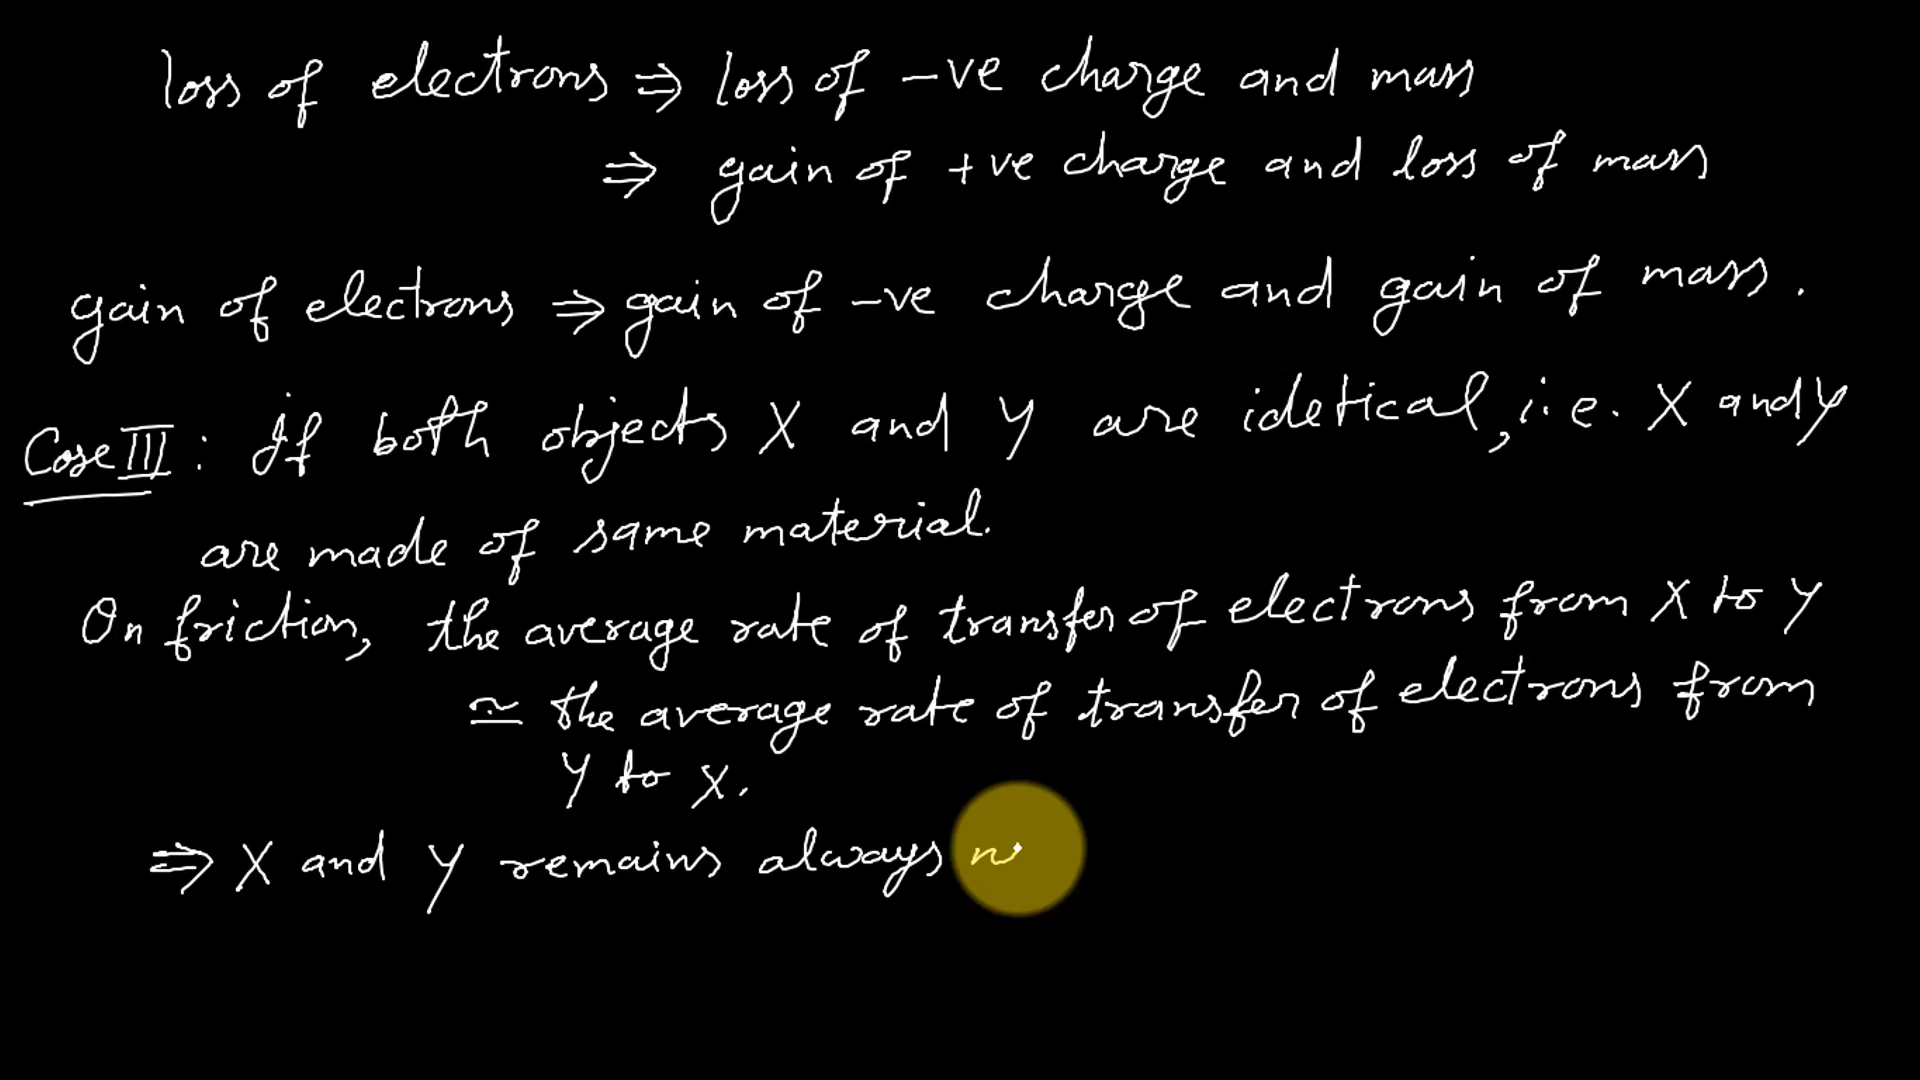 loss of electrons ⇒ loss of -ve charge and mass
⇒ gain of +ve charge and loss of mass
gain of electrons ⇒ gain of -ve charge and gain of mass.
Case III : If both objects X and Y are idetical, i.e. X and Y
are made of same material.
On friction, the average rate of transfer of electrons from X to Y
≃ the average rate of transfer of electrons from
Y to X.
⇒ X and Y remains always